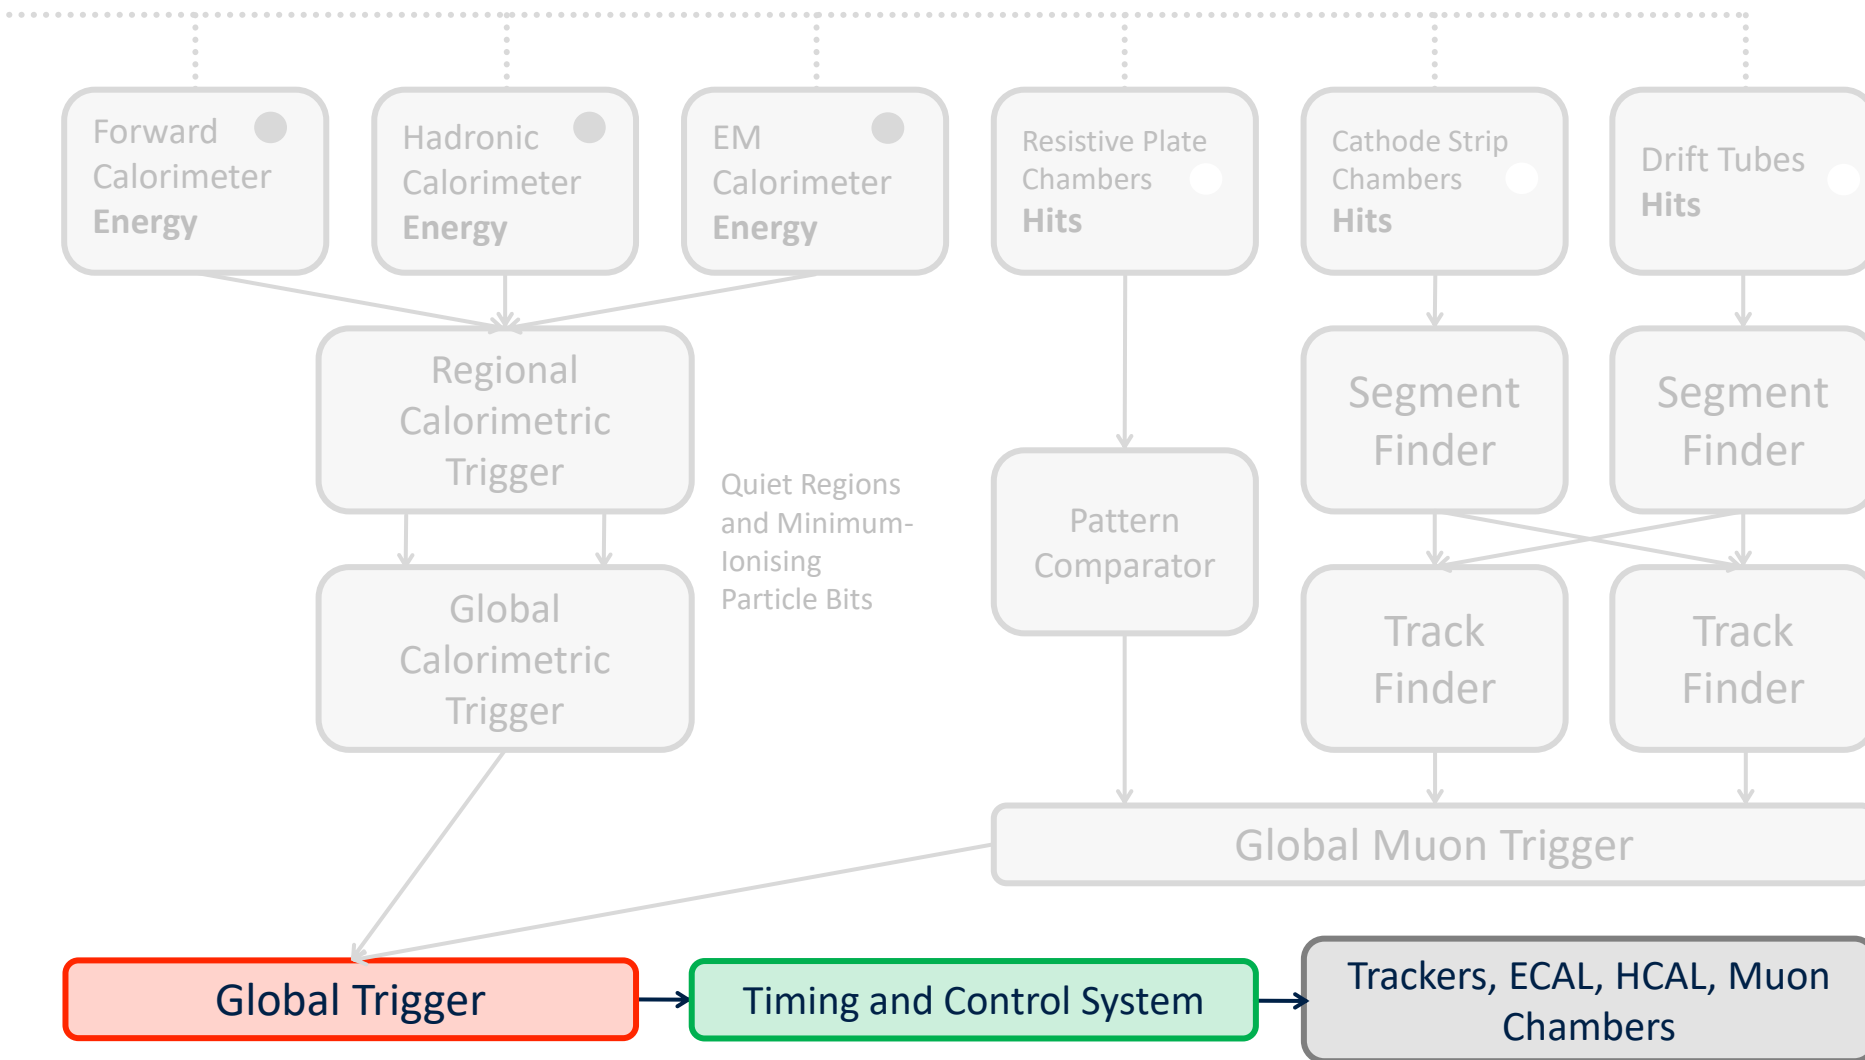 Forward
Calorimeter
Energy
Hadronic
Calorimeter
Energy
EM
Calorimeter
Energy
Resistive Plate
Chambers
Hits
Cathode Strip
Chambers
Hits
Drift Tubes
Hits
Regional
Calorimetric
Trigger
Segment
Finder
Segment
Finder
Quiet Regions
and Minimum-
Ionising
Particle Bits
Pattern
Comparator
Global
Calorimetric
Trigger
Track
Finder
Track
Finder
Global Muon Trigger
Global Trigger
Timing and Control System
Trackers, ECAL, HCAL, Muon
Chambers